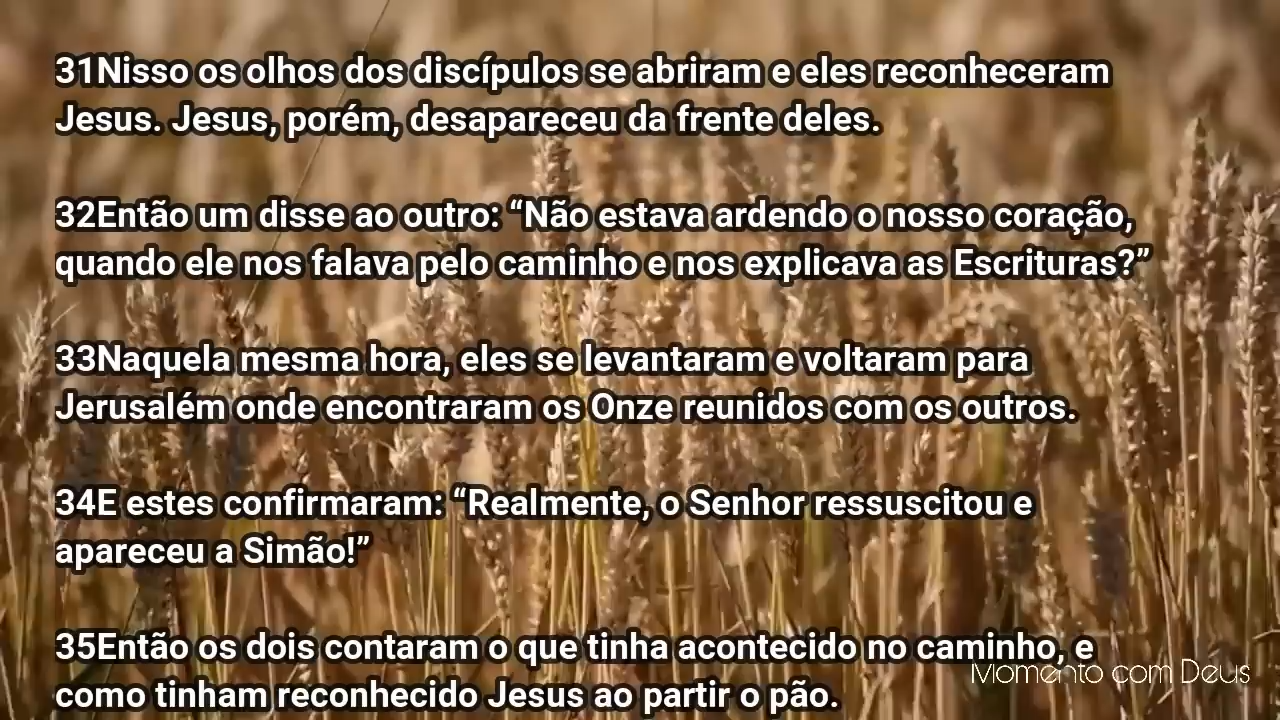 31Nisso os olhos dos discípulos se abriram e eles reconheceram
Jesus. Jesus, porém, desapareceu da frente deles.
32Então um disse ao outro: “Não estava ardendo o nosso coração,
quando ele nos falava pelo caminho e nos explicava as Escrituras?”
33Naquela mesma hora, eles se levantaram e voltaram para
Jerusalém onde encontraram os Onze reunidos com os outros.
34E estes confirmaram: “Realmente, o Senhor ressuscitou e
apareceu a Simão!”
35Então os dois contaram o que tinha acontecido no caminho, e
como tinham reconhecido Jesus ao partir o pão.
Momento com Deus